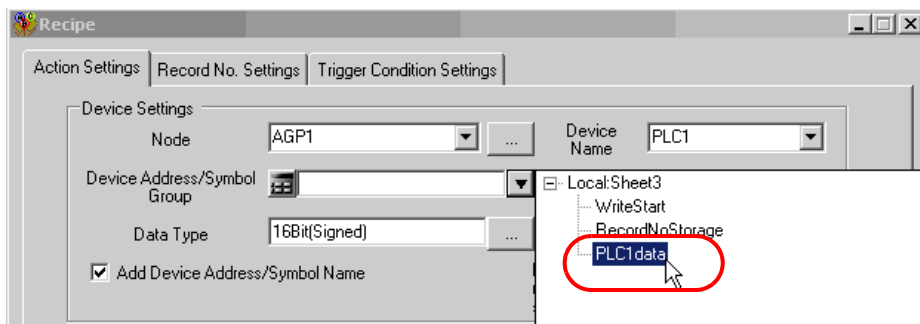 Recipe
Action Settings Record No. Settings Trigger Condition Settings
Device Settings
Node AGP1 ... Device Name PLC1
Device Address/Symbol Group
Local:Sheet3
WriteStart
RecordNoStorage
PLC1data
Data Type 16Bit(Signed) ...
Add Device Address/Symbol Name